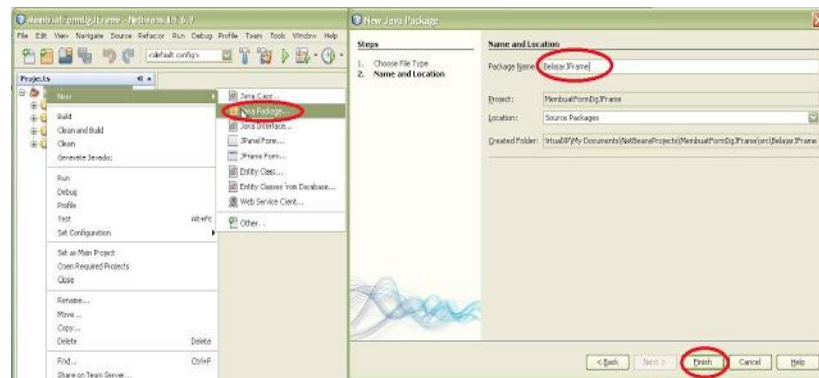 MembuatFormDgJFrame - NetBeans IDE 6.7
File Edit View Navigate Source Refactor Run Debug Profile Team Tools Window Help
<default config>
Projects
New
Build
Clean and Build
Clean
Generate Javadoc
Run
Debug
Profile
Test Alt+F6
Set Configuration
Set as Main Project
Open Required Projects
Close
Rename...
Move...
Copy...
Delete Delete
Find... Ctrl+F
Share on Team Server...
Java Class...
Java Package...
Java Interface...
JPanel Form...
JFrame Form...
Entity Class...
Entity Classes from Database...
Web Service Client...
Other...
New Java Package
Steps
1. Choose File Type
2. Name and Location
Name and Location
Package Name: BelajarJFrame
Project: MembuatFormDgJFrame
Location: Source Packages
Created Folder: irtualXP\My Documents\NetBeansProjects\MembuatFormDgJFrame\src\BelajarJFrame
< Back Next > Finish Cancel Help